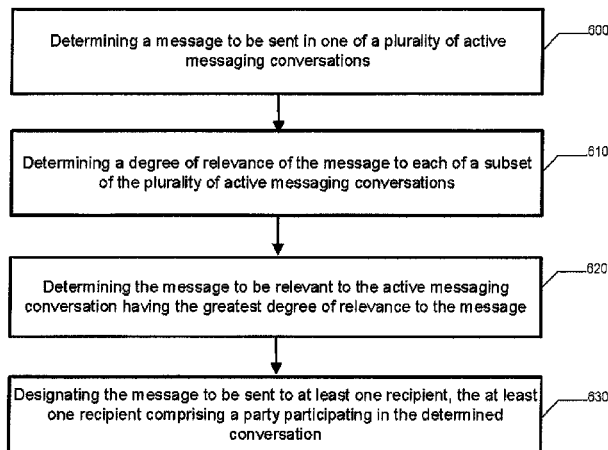 Determining a message to be sent in one of a plurality of active
messaging conversations
600
Determining a degree of relevance of the message to each of a subset
of the plurality of active messaging conversations
610
Determining the message to be relevant to the active messaging
conversation having the greatest degree of relevance to the message
620
Designating the message to be sent to at least one recipient, the at least
one recipient comprising a party participating in the determined
conversation
630